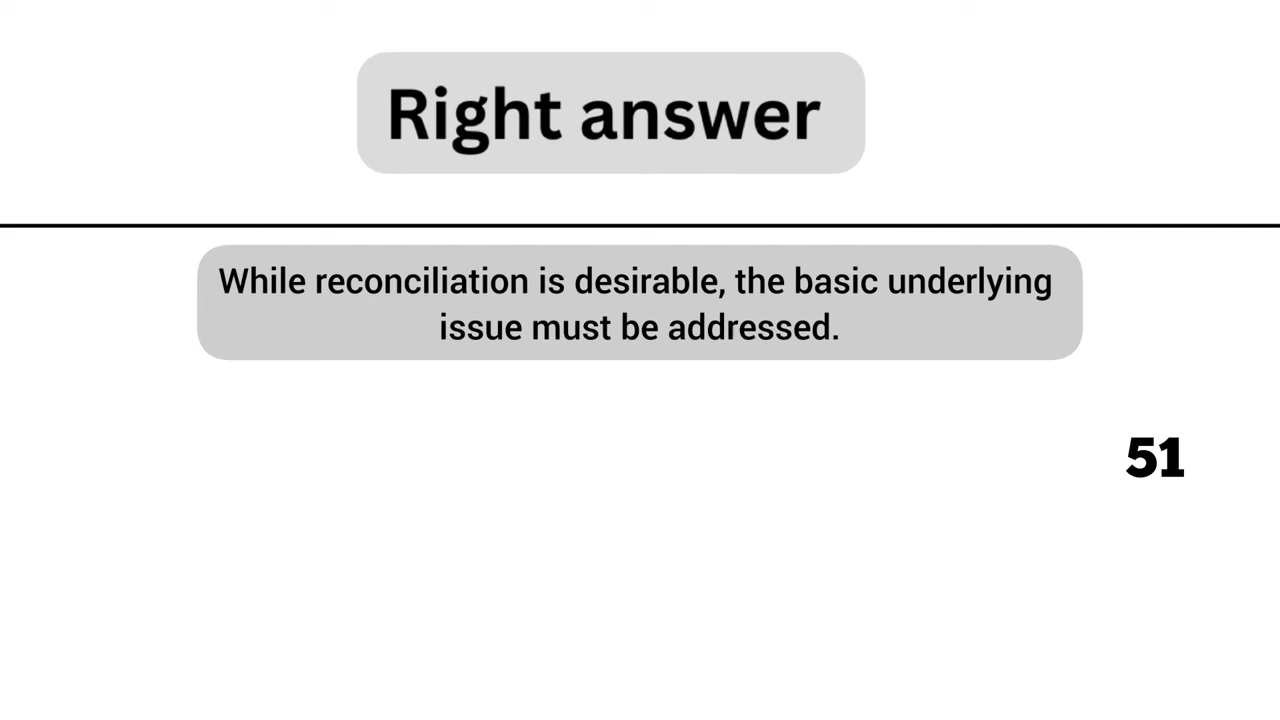 Right answer
While reconciliation is desirable, the basic underlying
issue must be addressed.
51